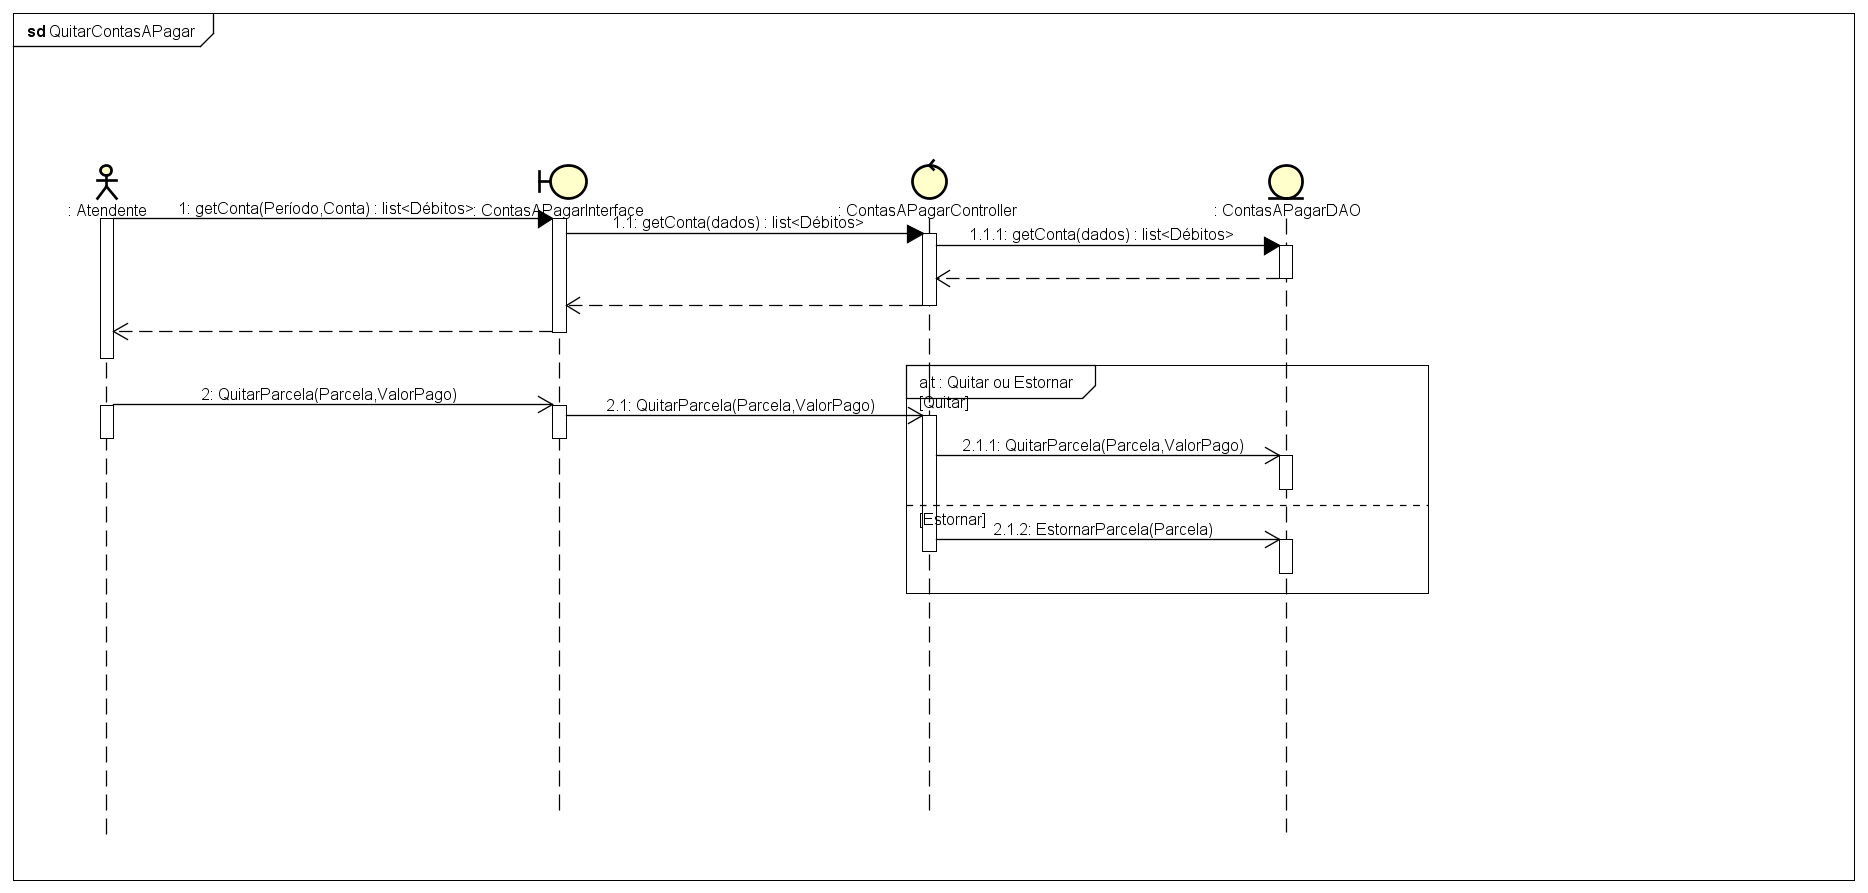 sd QuitarContasAPagar
: Atendente
: ContasAPagarInterface
: ContasAPagarController
: ContasAPagarDAO
1: getConta(Período,Conta) : list<Débitos>
1.1: getConta(dados) : list<Débitos>
1.1.1: getConta(dados) : list<Débitos>
alt : Quitar ou Estornar
[Quitar]
2: QuitarParcela(Parcela,ValorPago)
2.1: QuitarParcela(Parcela,ValorPago)
2.1.1: QuitarParcela(Parcela,ValorPago)
[Estornar]
2.1.2: EstornarParcela(Parcela)